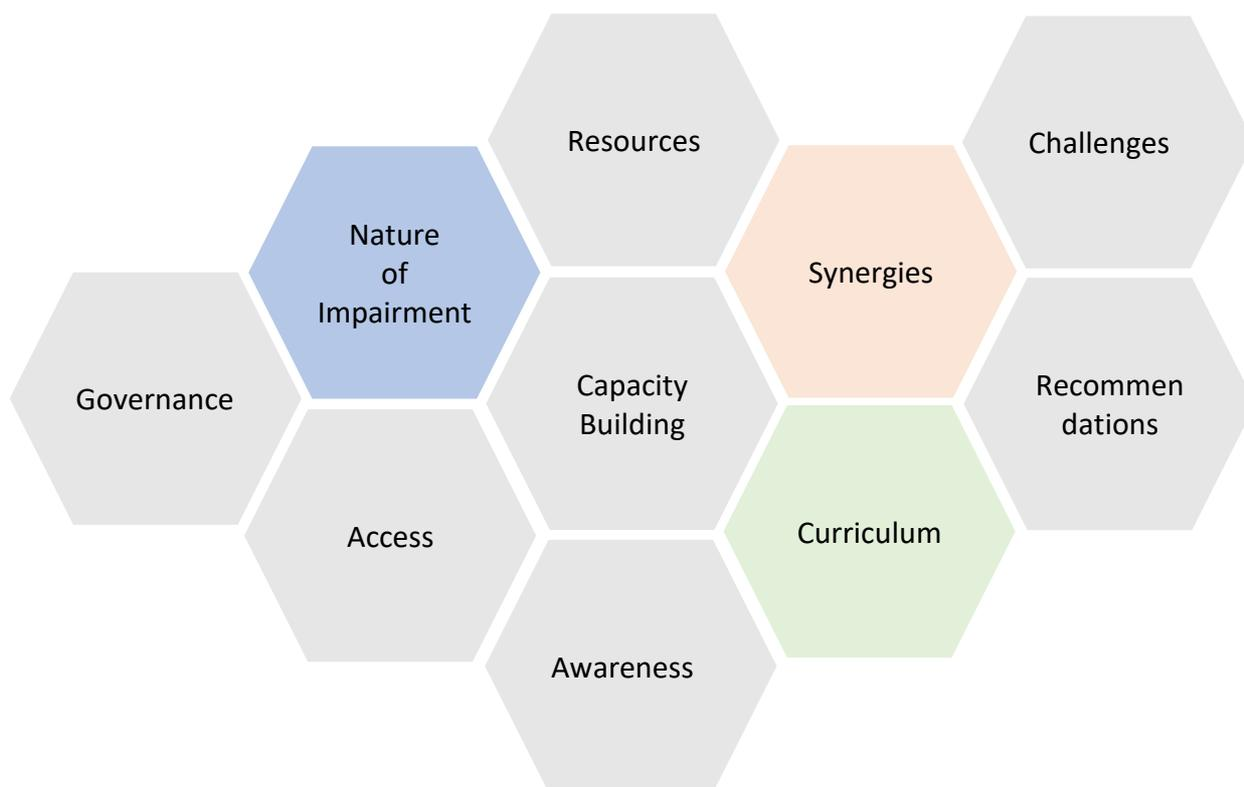 Resources
Challenges
Nature
of
Impairment
Synergies
Governance
Capacity
Building
Recommen
dations
Access
Curriculum
Awareness